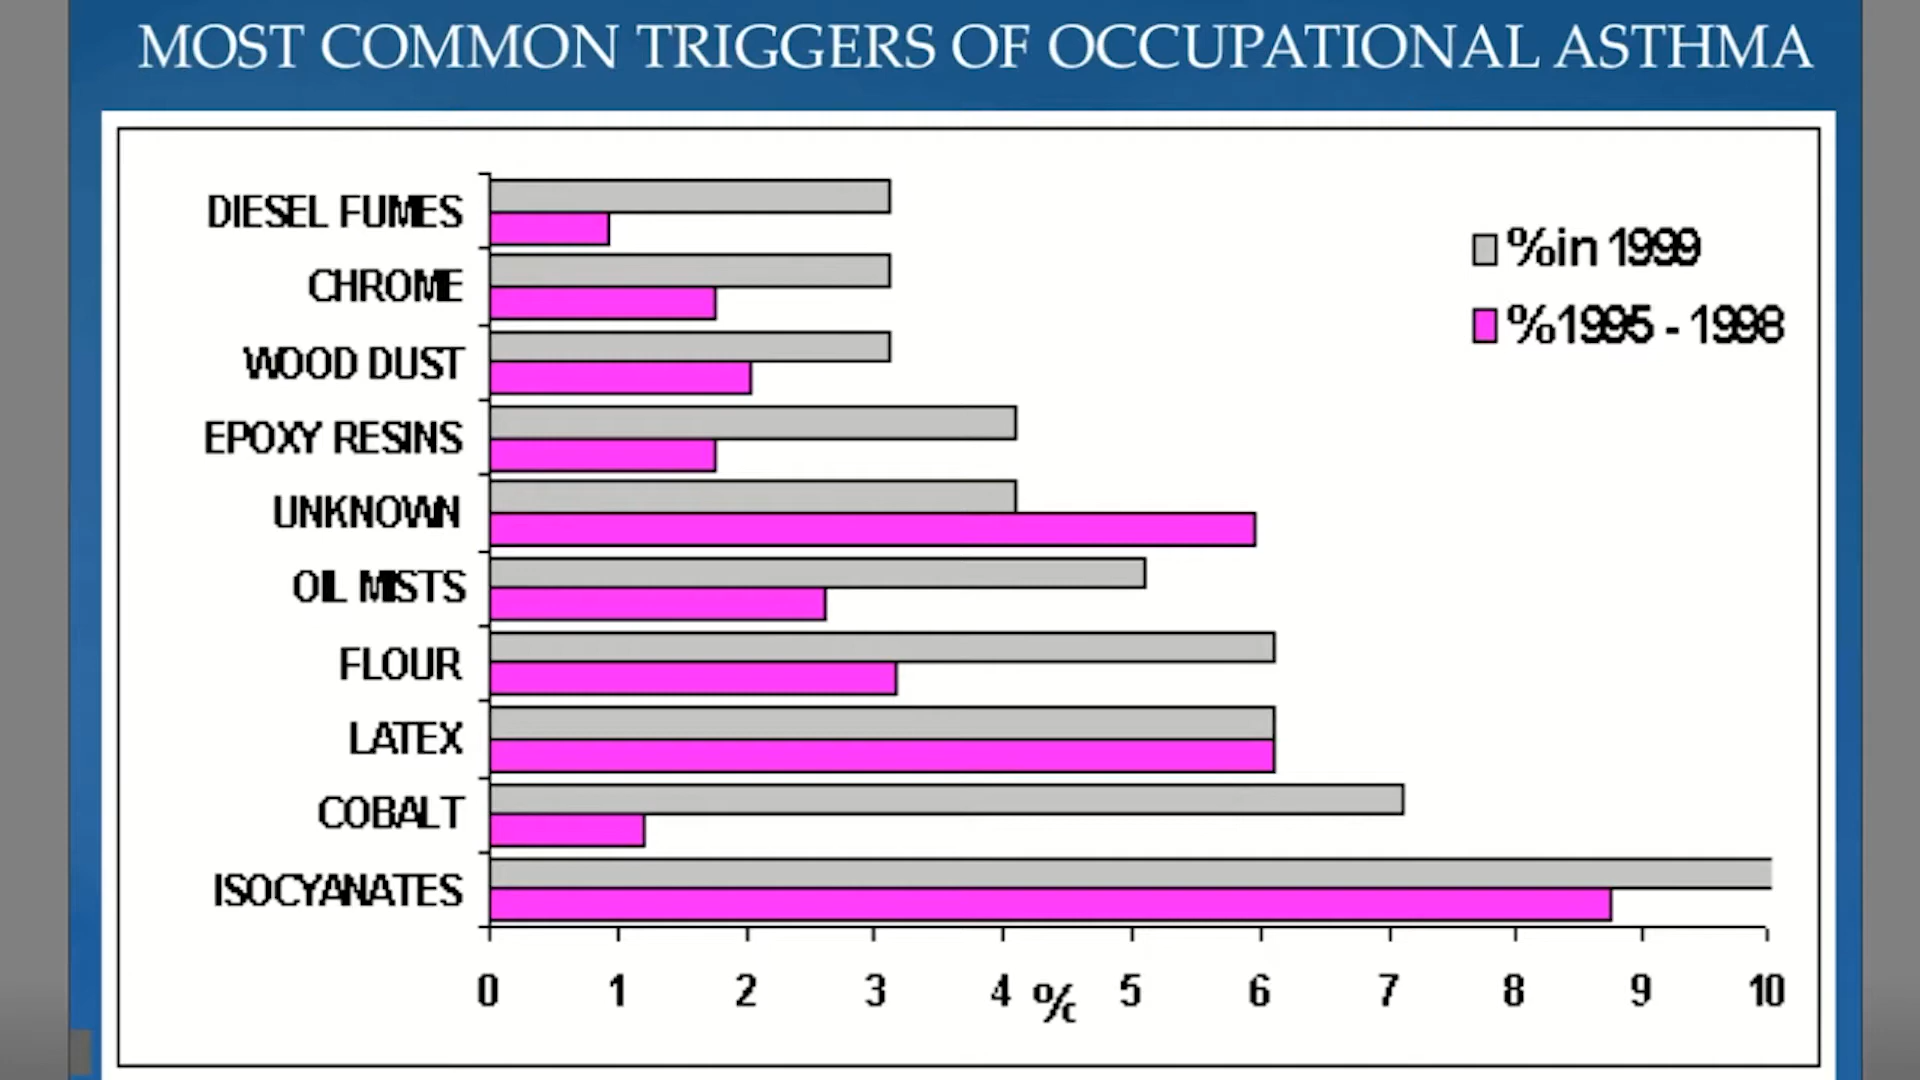 MOST COMMON TRIGGERS OF OCCUPATIONAL ASTHMA
DIESEL FUMES
CHROME
WOOD DUST
EPOXY RESINS
UNKNOWN
OIL MISTS
FLOUR
LATEX
COBALT
ISOCYANATES
%in 1999
%1995 - 1998
0 1 2 3 4 % 5 6 7 8 9 10